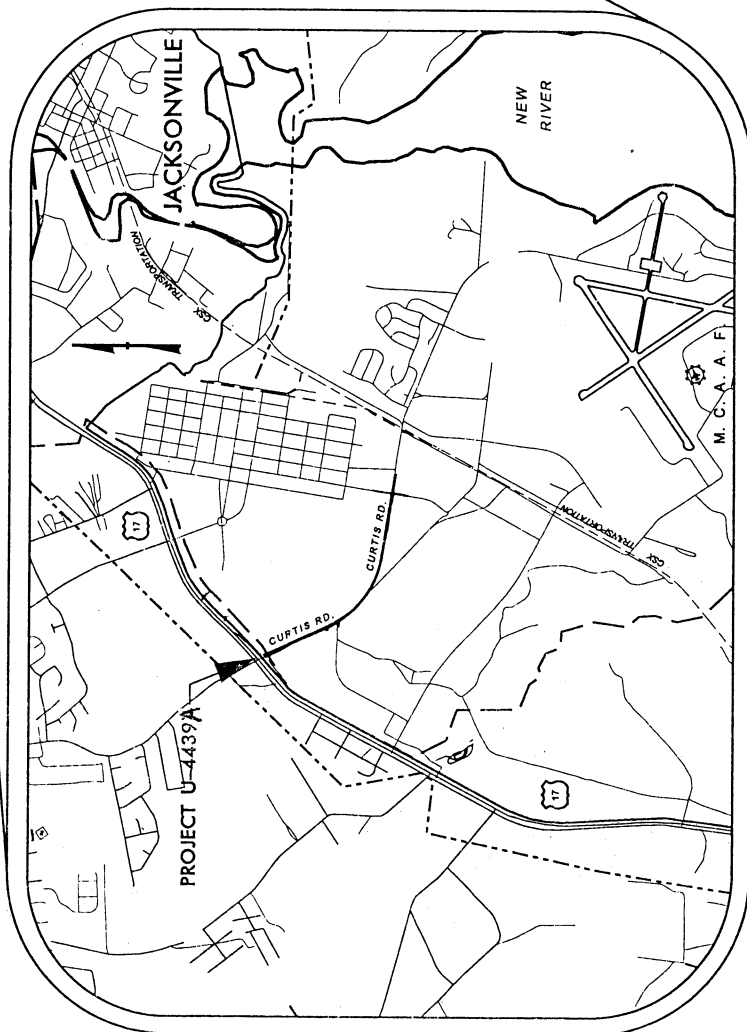 JACKSONVILLE
NEW
RIVER
CSX TRANSPORTATION
17
CURTIS RD.
CURTIS RD.
PROJECT U-4439A
CSX TRANSPORTATION
17
M. C. A. A. F.